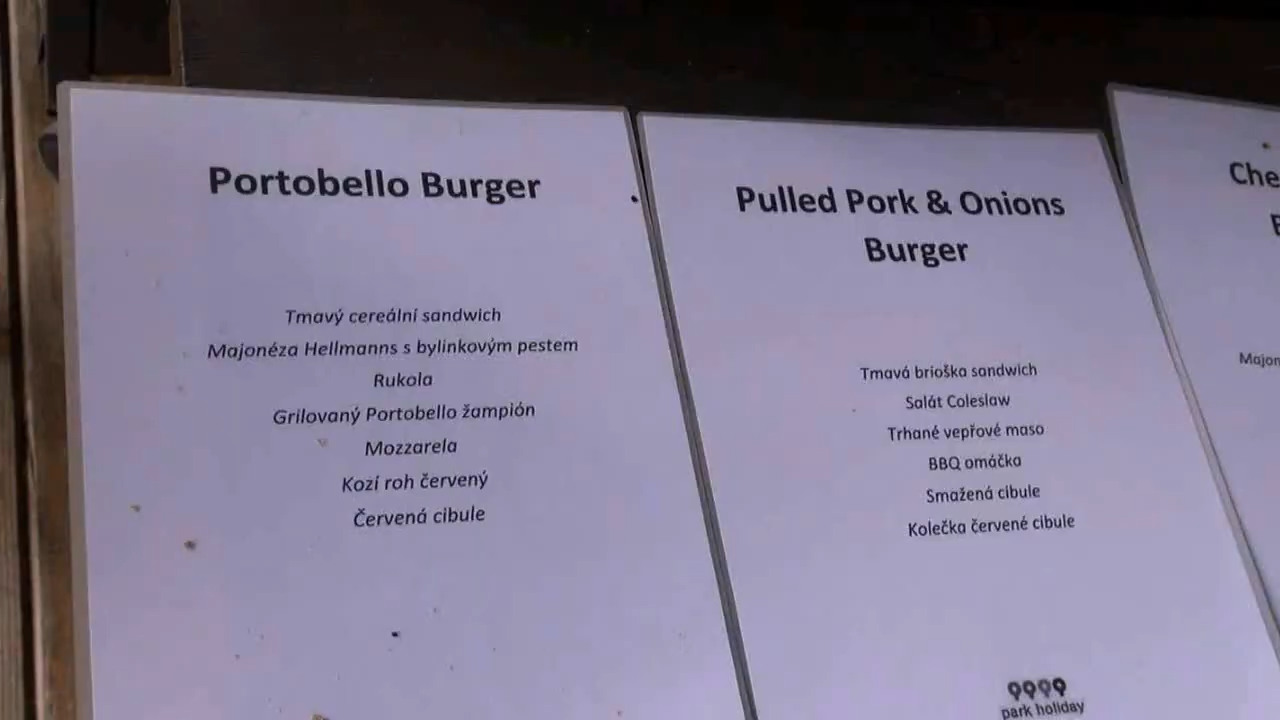 Portobello Burger
Tmavý cereální sandwich
Majonéza Hellmanns s bylinkovým pestem
Rukola
Grilovaný Portobello žampión
Mozzarela
Kozí roh červený
Červená cibule
Pulled Pork & Onions
Burger
Tmavá brioška sandwich
Salát Coleslaw
Trhané vepřové maso
BBQ omáčka
Smažená cibule
Kolečka červené cibule
park holiday